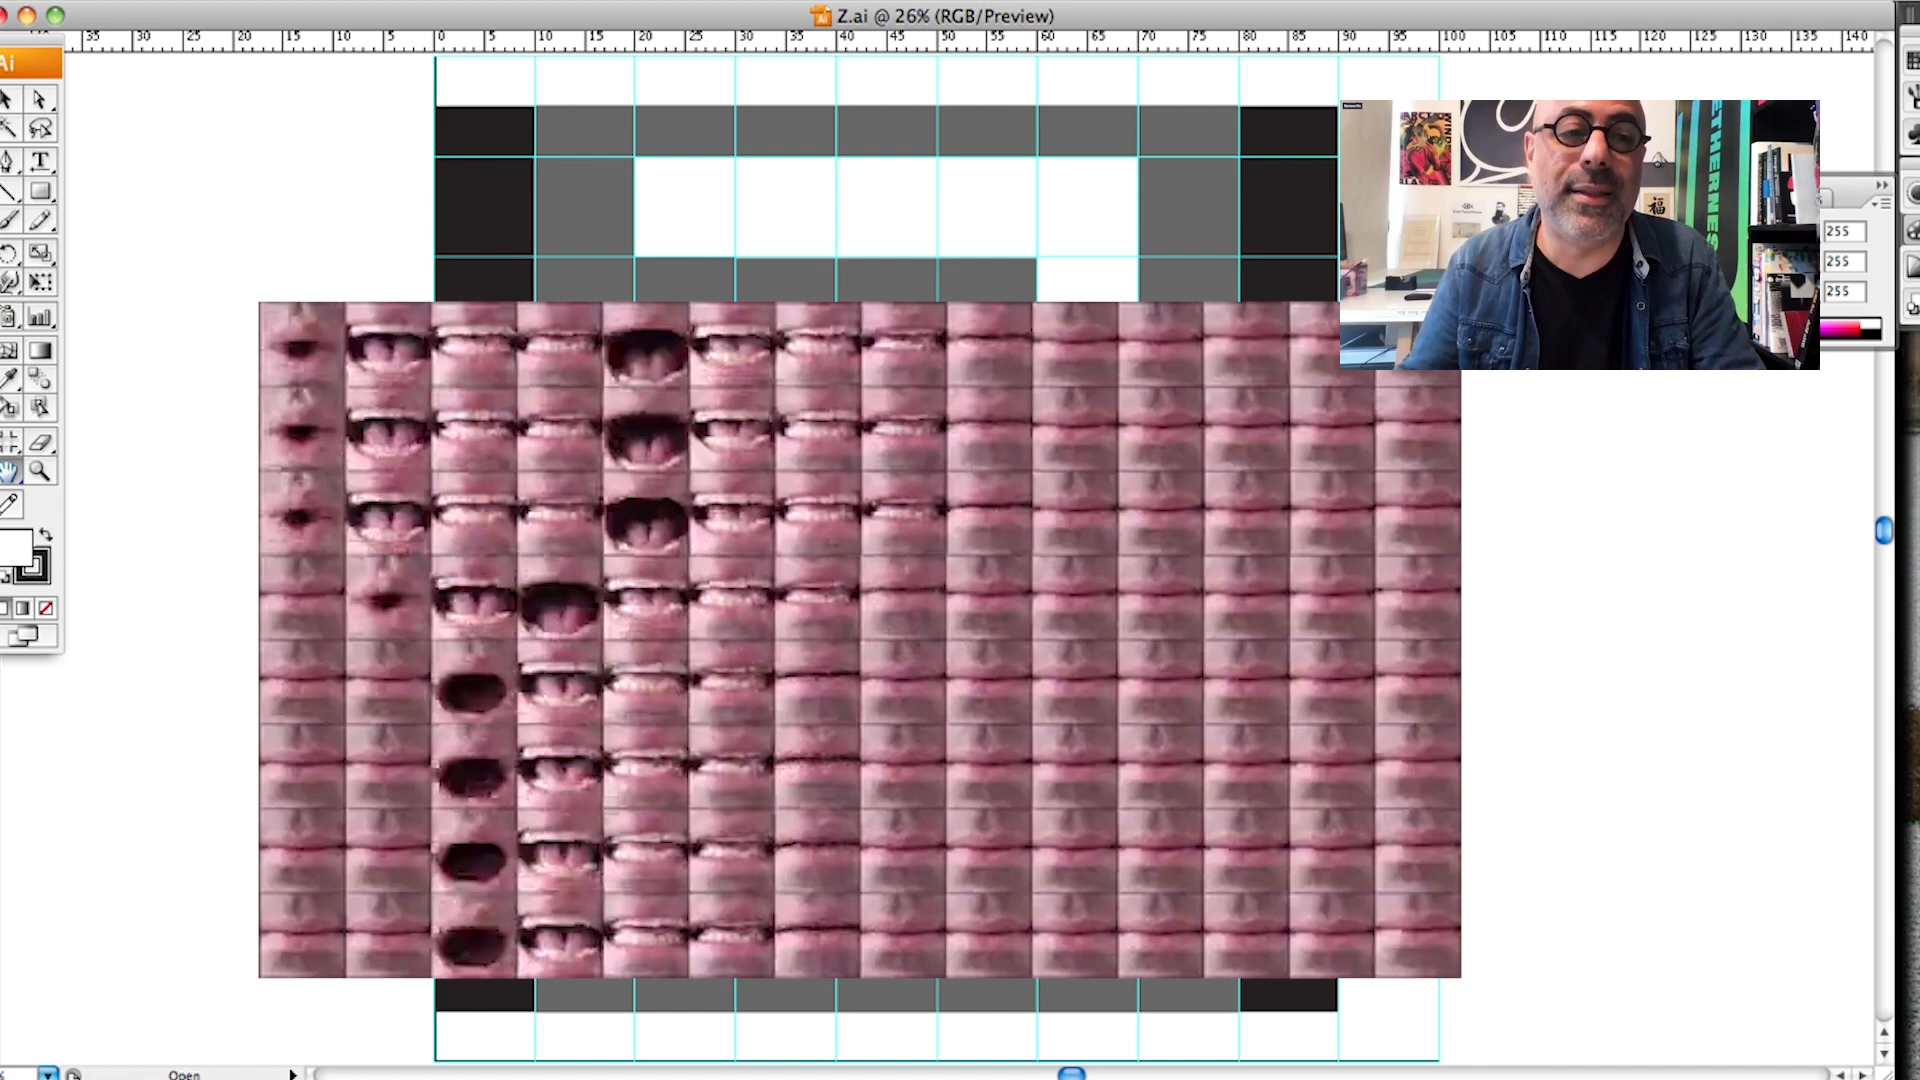 Z.ai @ 26% (RGB/Preview)
35 30 25 20 15 10 5 0 5 10 15 20 25 30 35 40 45 50 55 60 65 70 75 80 85 90 95 100 105 110 115 120 125 130 135 140
Ai
T
ETHERNESS
福
255
255
255
Open